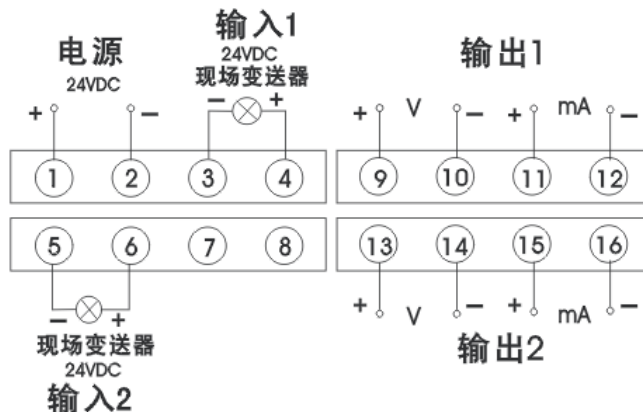 电源
24VDC
+ −
输入1
24VDC
现场变送器
− +
输出1
+ V − + mA −
1 2 3 4 9 10 11 12
5 6 7 8 13 14 15 16
− +
现场变送器
24VDC
输入2
+ V − + mA −
输出2